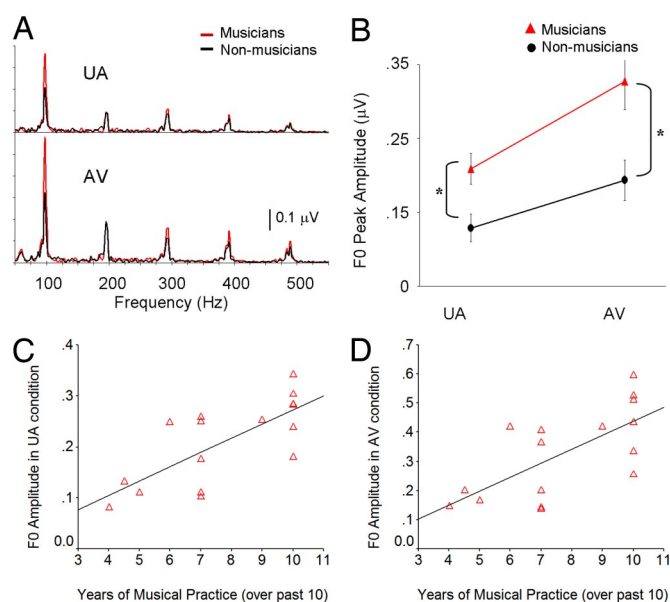 A
Musicians
Non-musicians
UA
AV
0.1 μV
100 200 300 400 500
Frequency (Hz)
B
Musicians
Non-musicians
F0 Peak Amplitude (μV)
.35
.25
.15
0
*
*
UA AV
C
F0 Amplitude in UA condition
.4
.3
.2
.1
0.0
3 4 5 6 7 8 9 10 11
Years of Musical Practice (over past 10)
D
F0 Amplitude in AV condition
.7
.6
.5
.4
.3
.2
.1
0.0
3 4 5 6 7 8 9 10 11
Years of Musical Practice (over past 10)